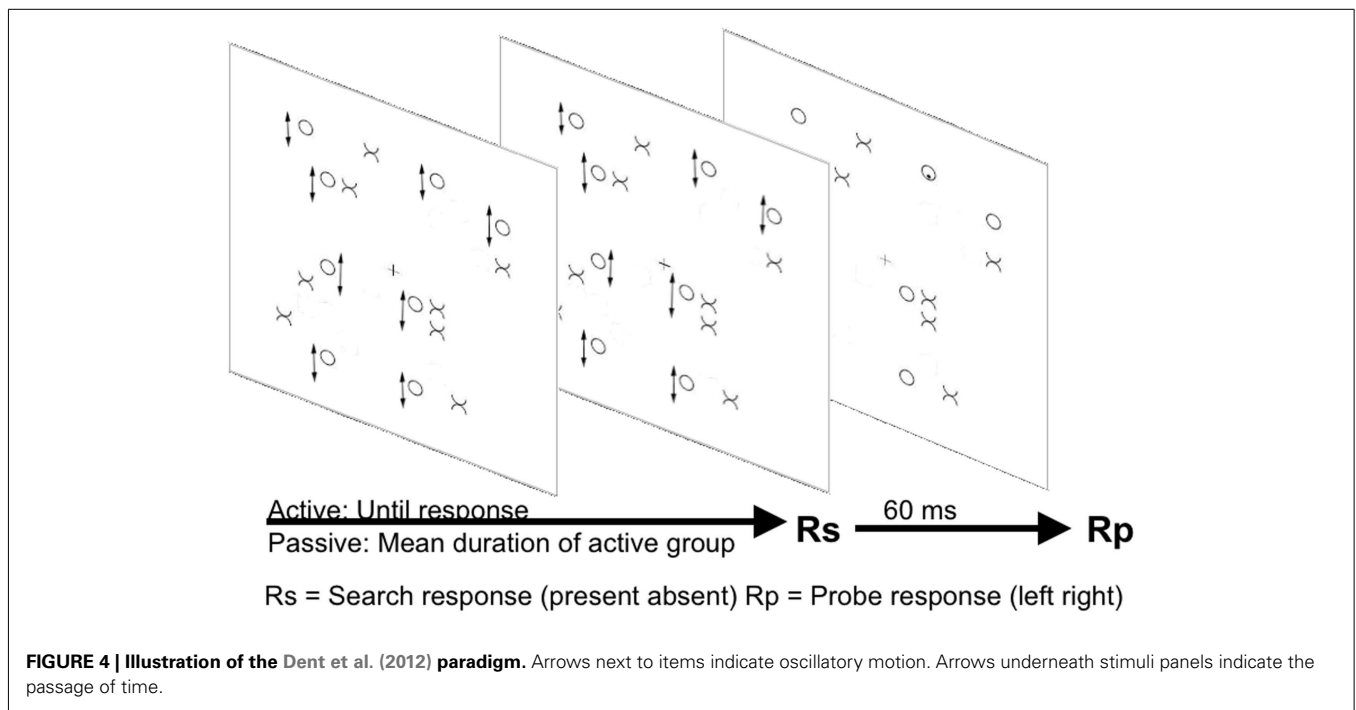 Active: Until response
Passive: Mean duration of active group
Rs
60 ms
Rp
Rs = Search response (present absent) Rp = Probe response (left right)
FIGURE 4 | Illustration of the Dent et al. (2012) paradigm. Arrows next to items indicate oscillatory motion. Arrows underneath stimuli panels indicate the
passage of time.